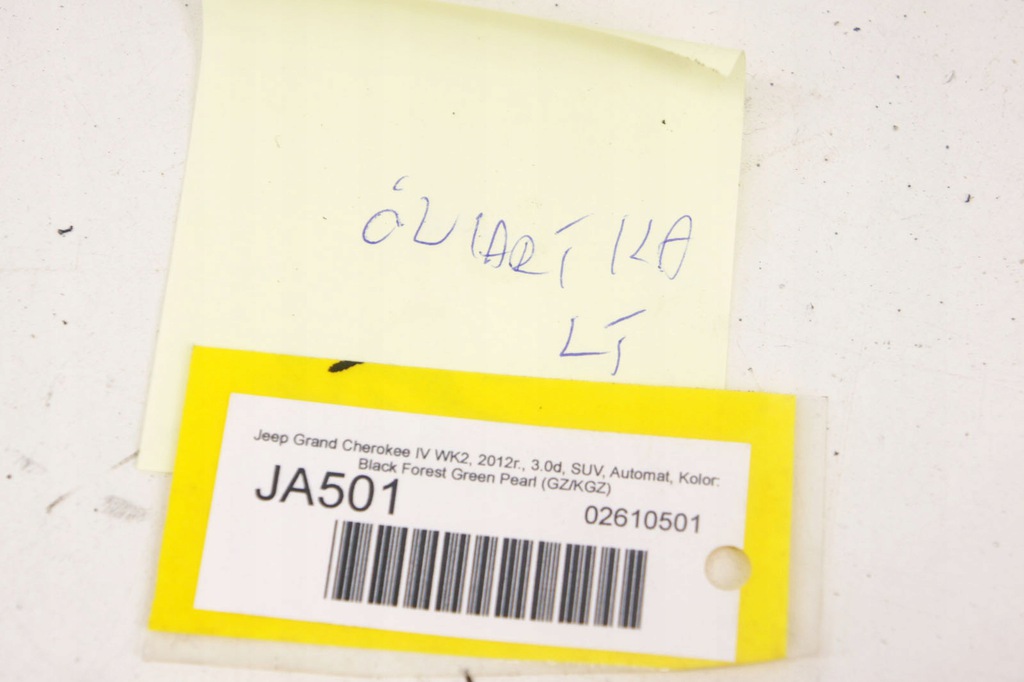 ĆWIARTKA
LT
Jeep Grand Cherokee IV WK2, 2012r., 3.0d, SUV, Automat, Kolor:
Black Forest Green Pearl (GZ/KGZ)
JA501
02610501